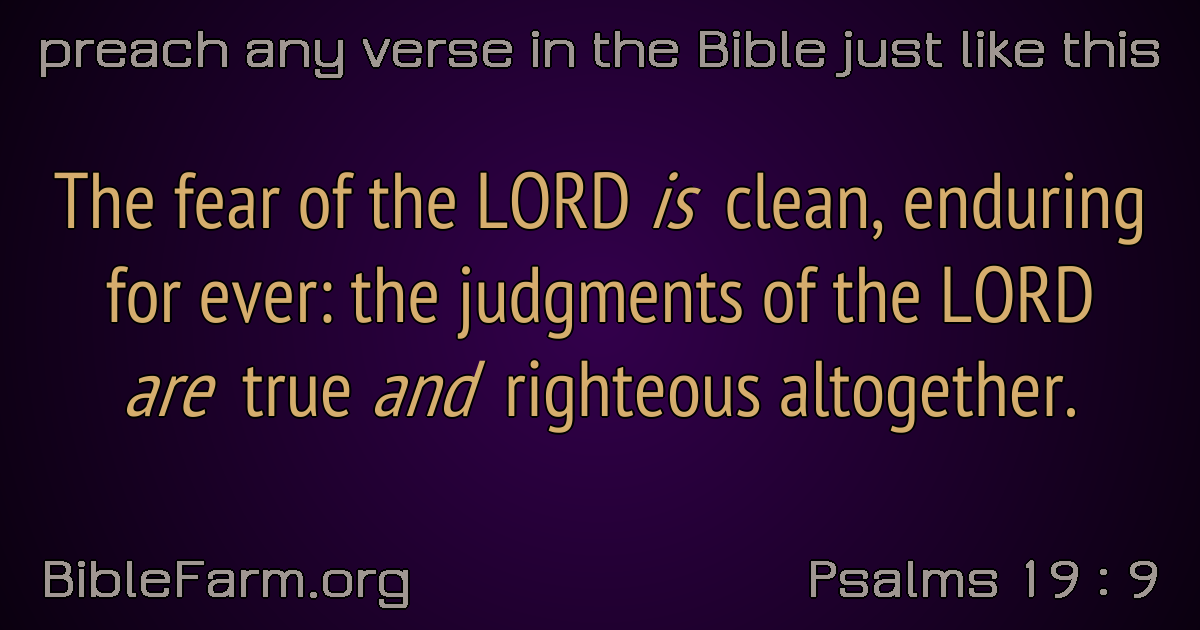 preach any verse in the Bible just like this
The fear of the LORD is clean, enduring
for ever: the judgments of the LORD
are true and righteous altogether.
BibleFarm.org
Psalms 19 : 9